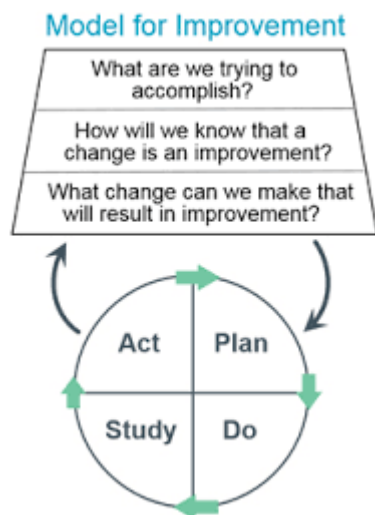 Model for Improvement
What are we trying to
accomplish?
How will we know that a
change is an improvement?
What change can we make that
will result in improvement?
Act
Plan
Study
Do